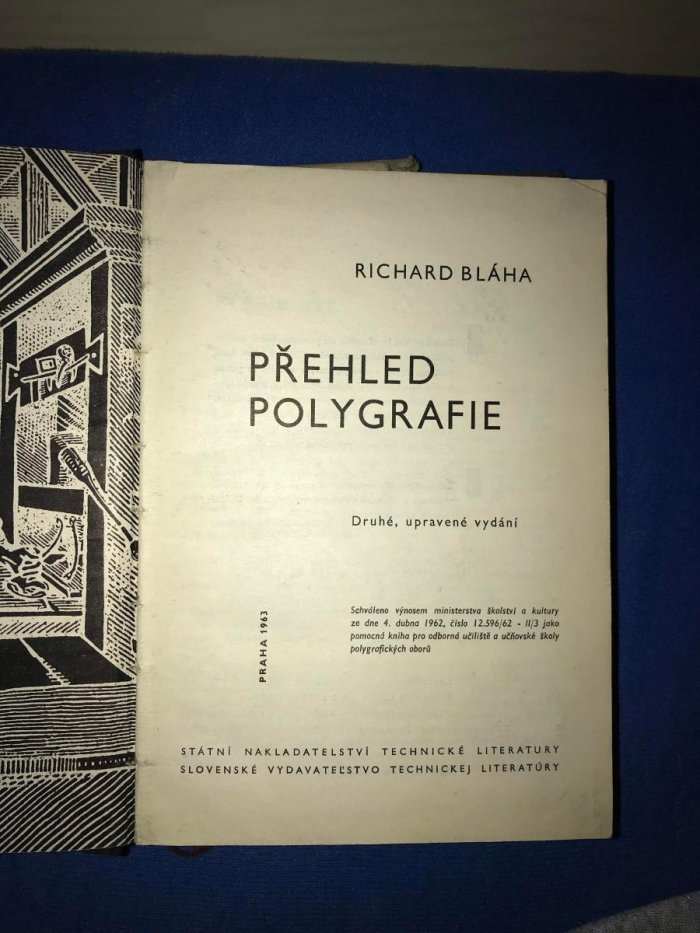 RICHARD BLÁHA
PŘEHLED
POLYGRAFIE
Druhé, upravené vydání
PRAHA 1963
Schváleno výnosem ministerstva školství a kultury
ze dne 4. dubna 1962, číslo 12.596/62 - II/3 jako
pomocná kniha pro odborná učiliště a učňovské školy
polygrafických oborů
STÁTNÍ NAKLADATELSTVÍ TECHNICKÉ LITERATURY
SLOVENSKÉ VYDAVATEĽSTVO TECHNICKEJ LITERATÚRY